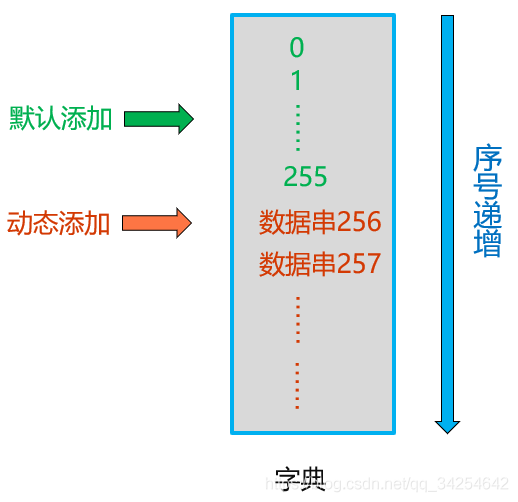 0
1
默认添加
255
动态添加
数据串256
数据串257
序号递增
字典
https://blog.csdn.net/qq_34254642